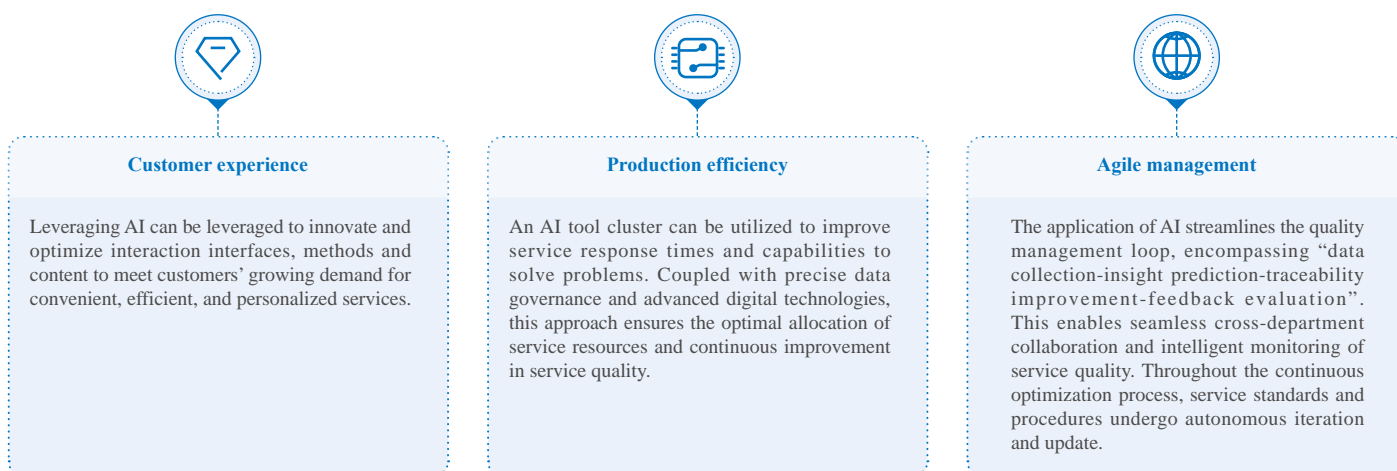 Customer experience
Leveraging AI can be leveraged to innovate and
optimize interaction interfaces, methods and
content to meet customers’ growing demand for
convenient, efficient, and personalized services.
Production efficiency
An AI tool cluster can be utilized to improve
service response times and capabilities to
solve problems. Coupled with precise data
governance and advanced digital technologies,
this approach ensures the optimal allocation of
service resources and continuous improvement
in service quality.
Agile management
The application of AI streamlines the quality
management loop, encompassing “data
collection-insight prediction-traceability
improvement-feedback evaluation”.
This enables seamless cross-department
collaboration and intelligent monitoring of
service quality. Throughout the continuous
optimization process, service standards and
procedures undergo autonomous iteration
and update.